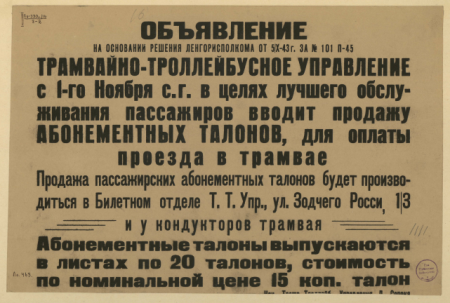 ОБЪЯВЛЕНИЕ
НА ОСНОВАНИИ РЕШЕНИЯ ЛЕНГОРИСПОЛКОМА ОТ 5/X-43 г. ЗА № 101 П-45
ТРАМВАЙНО-ТРОЛЛЕЙБУСНОЕ УПРАВЛЕНИЕ
с 1-го Ноября с.г. в целях лучшего обслу-
живания пассажиров вводит продажу
АБОНЕМЕНТНЫХ ТАЛОНОВ, для оплаты
проезда в трамвае
Продажа пассажирских абонементных талонов будет произво-
диться в Билетном отделе Т. Т. Упр., ул. Зодчего Росси, 1/3
и у кондукторов трамвая
Абонементные талоны выпускаются
в листах по 20 талонов, стоимость
по номинальной цене 15 коп. талон